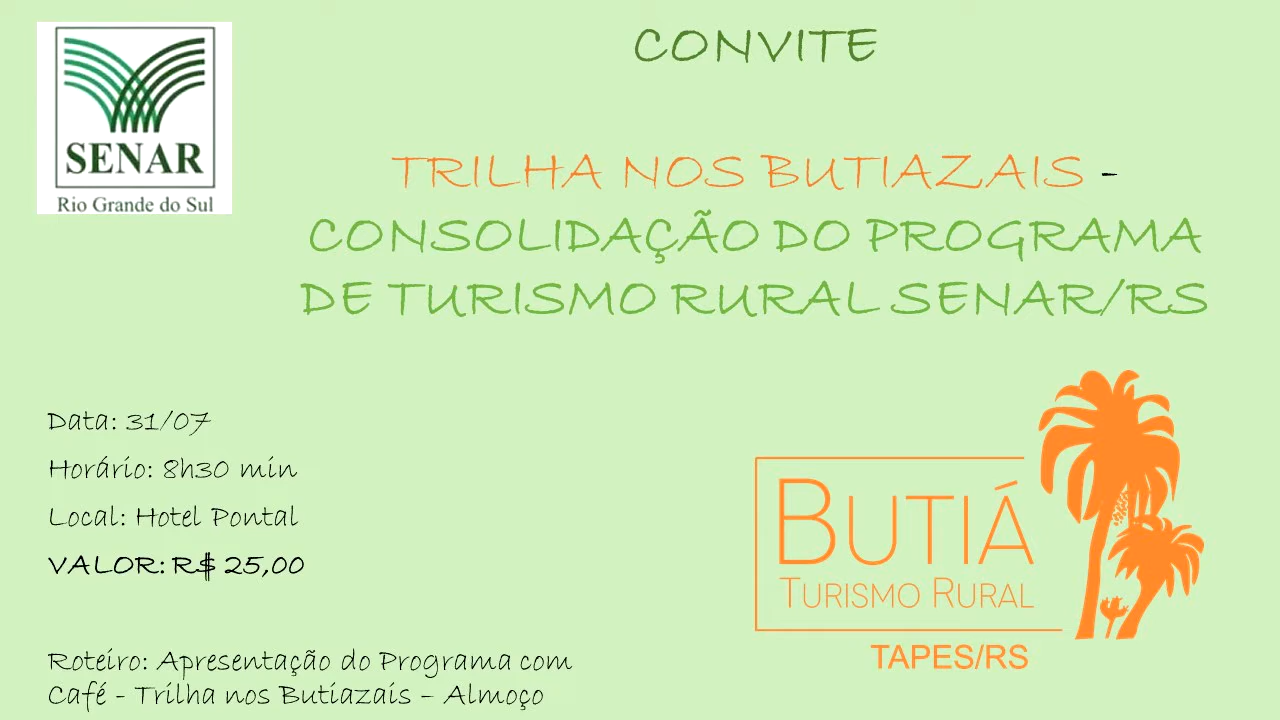 SENAR
Rio Grande do Sul
CONVITE
TRILHA NOS BUTIAZAIS -
CONSOLIDAÇÃO DO PROGRAMA
DE TURISMO RURAL SENAR/RS
Data: 31/07
Horário: 8h30 min
Local: Hotel Pontal
VALOR: R$ 25,00
Roteiro: Apresentação do Programa com
Café - Trilha nos Butiazais – Almoço
BUTIÁ
TURISMO RURAL
TAPES/RS